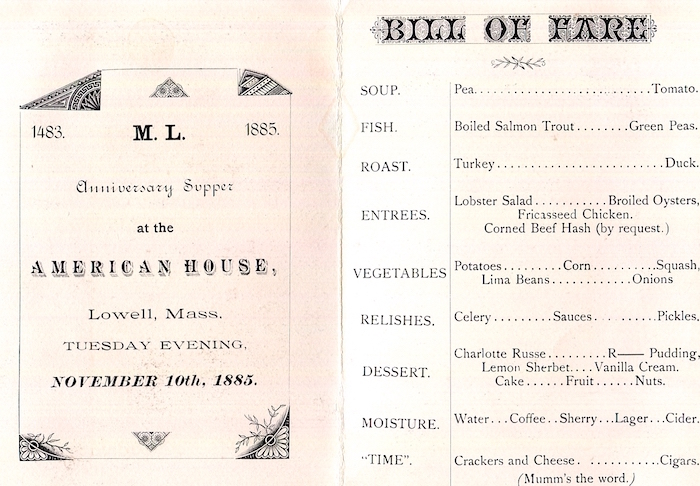 1483. M. L. 1885.
Anniversary Supper
at the
AMERICAN HOUSE,
Lowell, Mass.
TUESDAY EVENING,
NOVEMBER 10th, 1885.
BILL OF FARE
SOUP. Pea. . . . . . . . . . . . . . . . . . . . . . . .Tomato.
FISH. Boiled Salmon Trout . . . . . . . .Green Peas.
ROAST. Turkey. . . . . . . . . . . . . . . . . . . . . . . .Duck.
ENTREES. Lobster Salad . . . . . . . . . . .Broiled Oysters,
Fricasseed Chicken.
Corned Beef Hash (by request.)
VEGETABLES Potatoes. . . . . . . . .Corn . . . . . . . . . .Squash,
Lima Beans . . . . . . . . . . . .Onions
RELISHES. Celery . . . . . . .Sauces . . . . . . . . . .Pickles.
DESSERT. Charlotte Russe . . . . . . . . .R—— Pudding,
Lemon Sherbet. . . .Vanilla Cream.
Cake . . . . . .Fruit . . . . . .Nuts.
MOISTURE. Water. . .Coffee. .Sherry. . .Lager. . .Cider.
"TIME". Crackers and Cheese. . . . . . . . . . . .Cigars.
(Mumm's the word.)